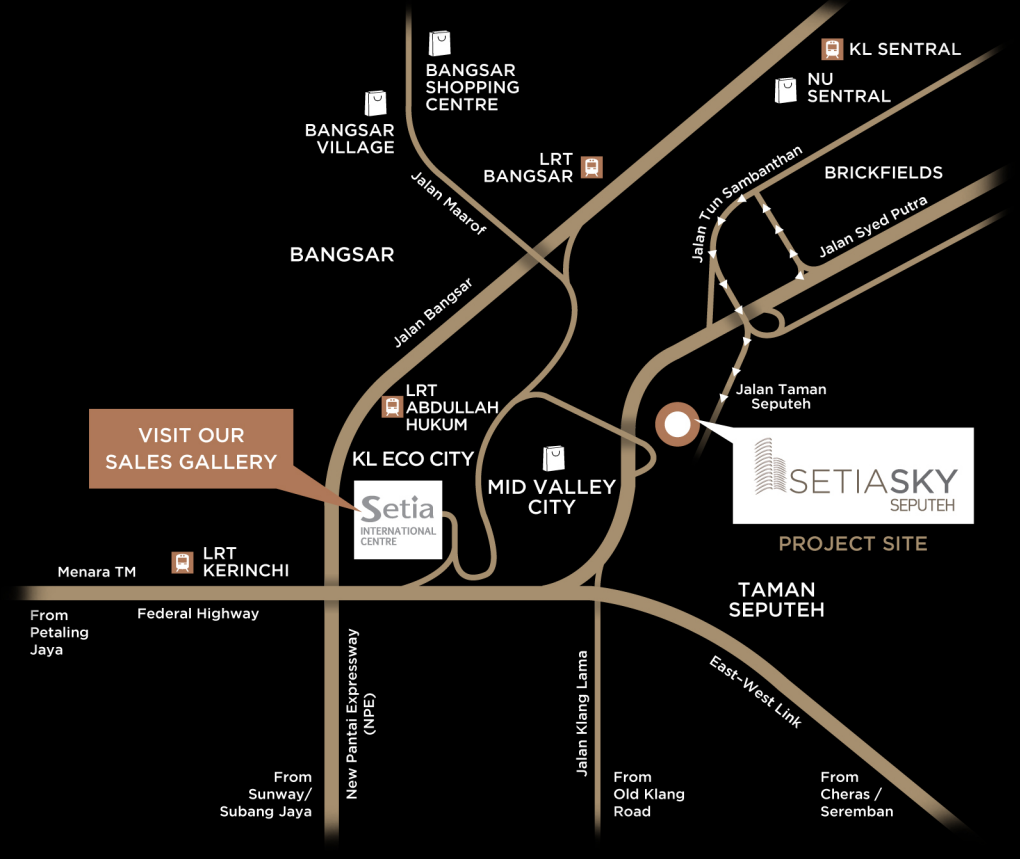 KL SENTRAL
NU
SENTRAL
BANGSAR
SHOPPING
CENTRE
BANGSAR
VILLAGE
LRT
BANGSAR
Jalan Tun Sambanthan
BRICKFIELDS
Jalan Maarof
Jalan Syed Putra
BANGSAR
Jalan Bangsar
LRT
ABDULLAH
HUKUM
Jalan Taman
Seputeh
VISIT OUR
SALES GALLERY
KL ECO CITY
MID VALLEY
CITY
SETIASKY
SEPUTEH
PROJECT SITE
Setia
INTERNATIONAL
CENTRE
LRT
KERINCHI
Menara TM
TAMAN
SEPUTEH
From
Petaling
Jaya
Federal Highway
New Pantai Expressway
(NPE)
Jalan Klang Lama
East-West Link
From
Sunway/
Subang Jaya
From
Old Klang
Road
From
Cheras /
Seremban